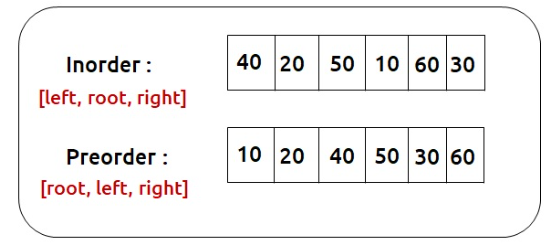 Inorder : 40 20 50 10 60 30
[left, root, right]
Preorder : 10 20 40 50 30 60
[root, left, right]